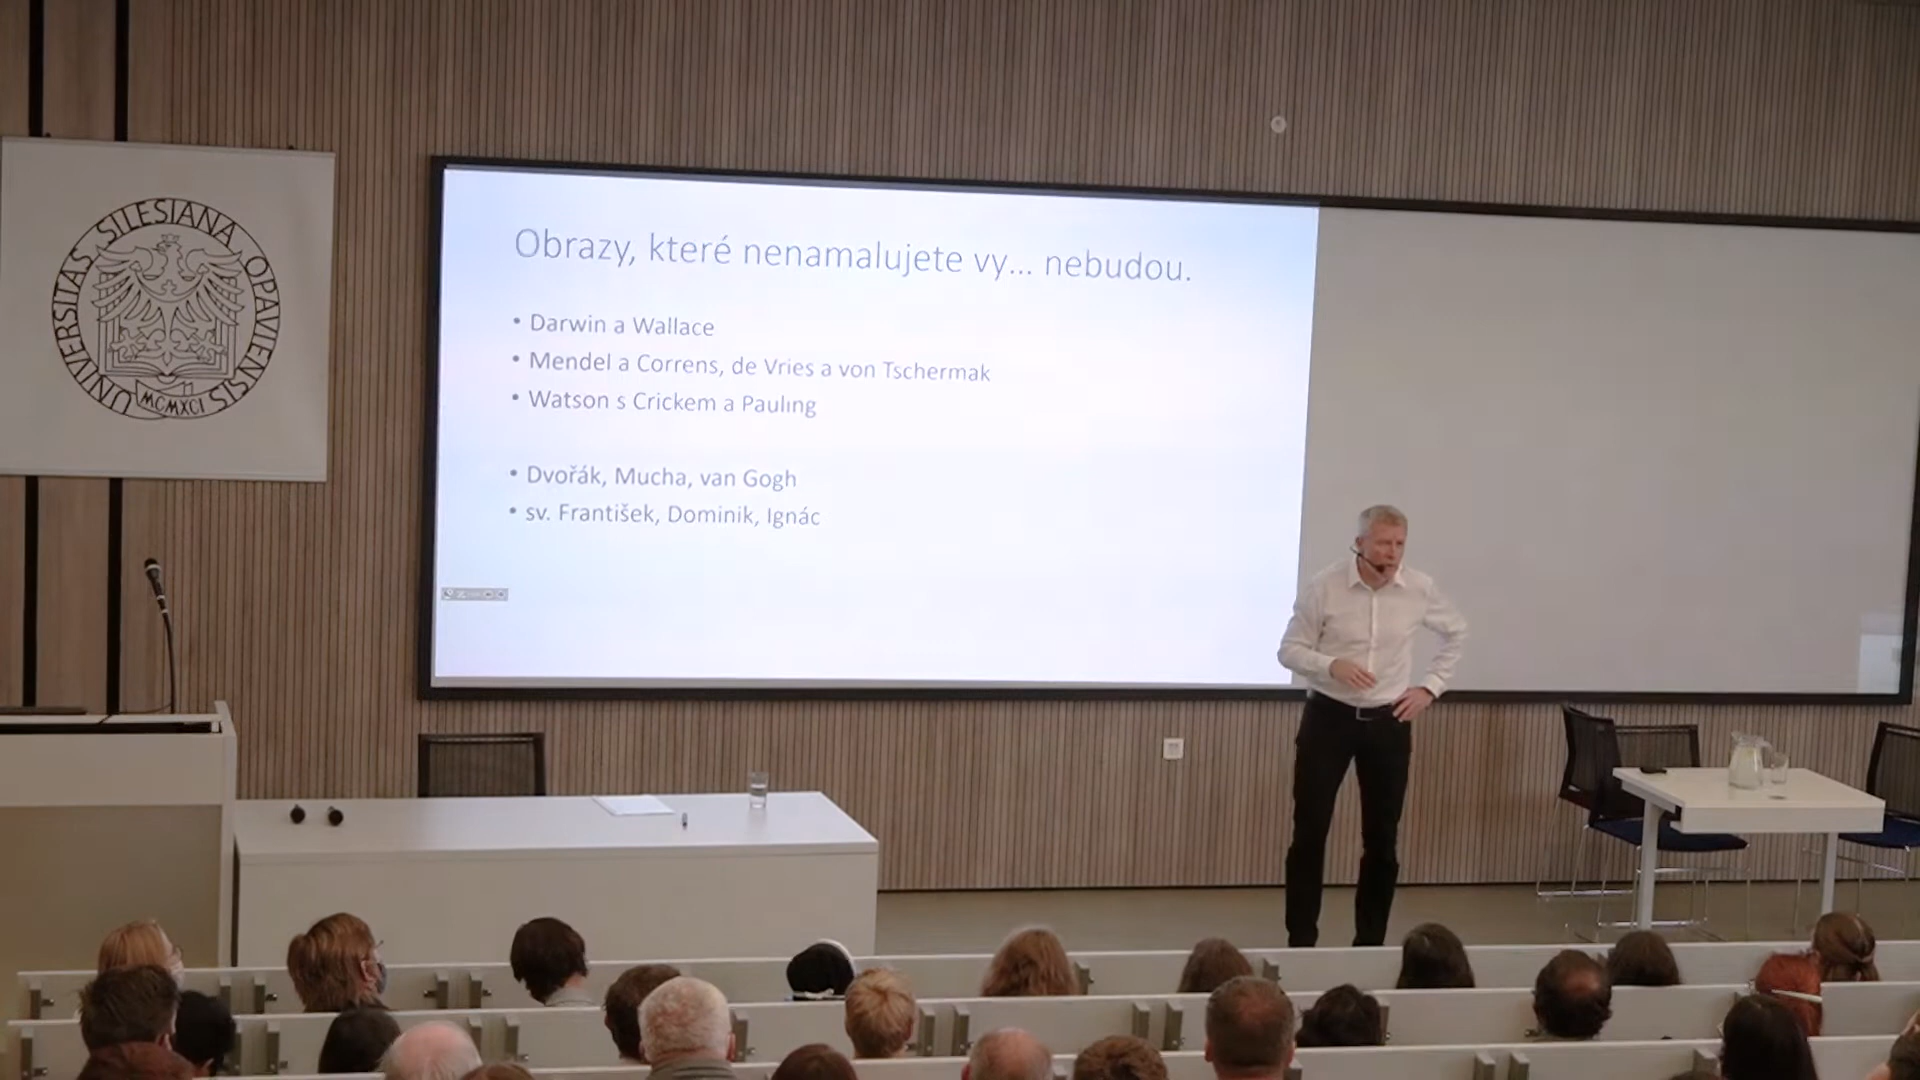 UNIVERSITAS SILESIANA OPAVIENSIS
MCMXCI
Obrazy, které nenamalujete vy... nebudou.
• Darwin a Wallace
• Mendel a Correns, de Vries a von Tschermak
• Watson s Crickem a Pauling
• Dvořák, Mucha, van Gogh
• sv. František, Dominik, Ignác